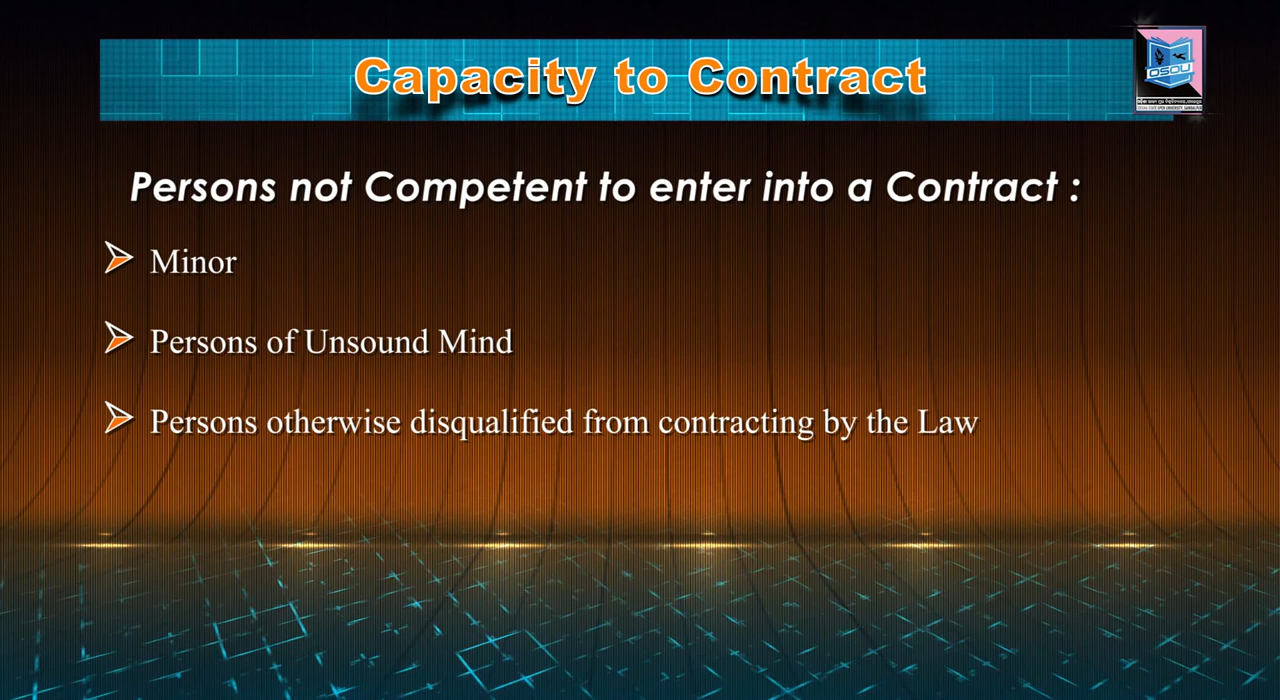 Capacity to Contract
OSOU
Persons not Competent to enter into a Contract :
Minor
Persons of Unsound Mind
Persons otherwise disqualified from contracting by the Law